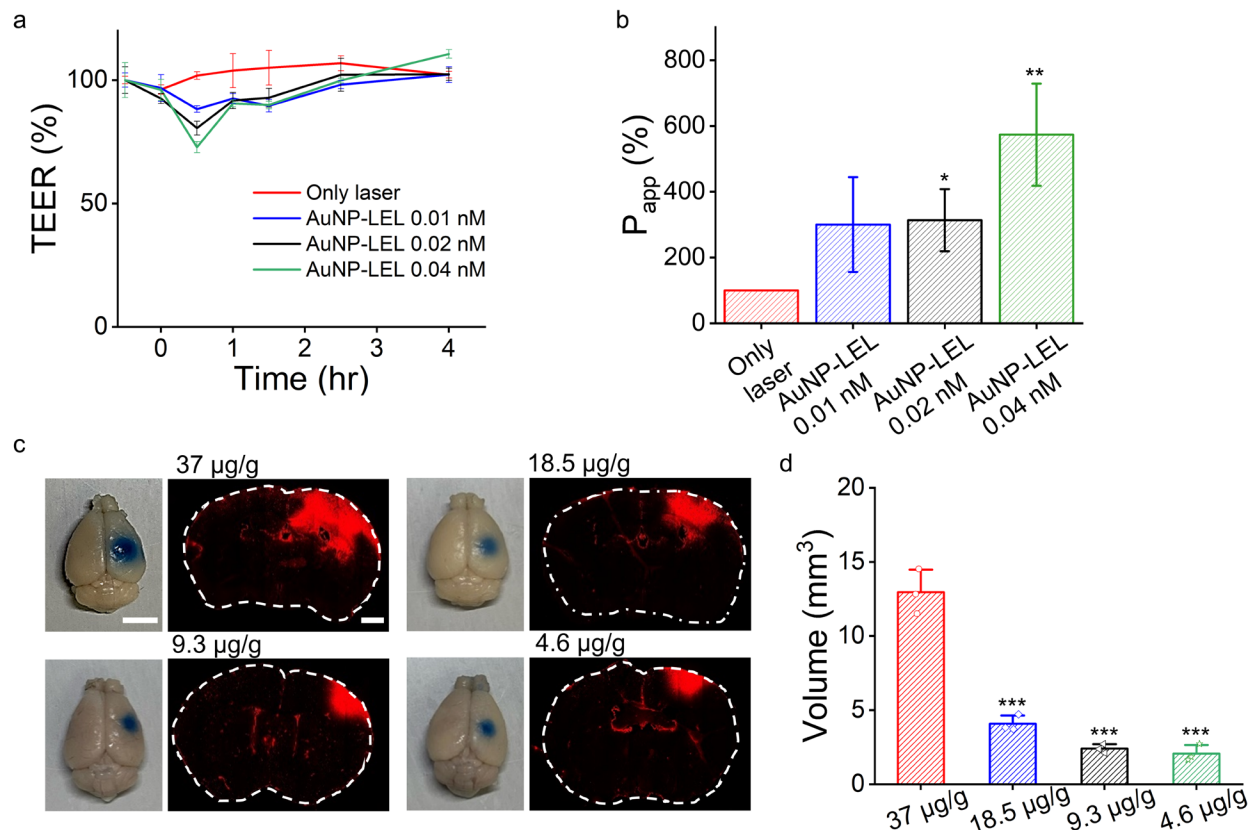 a
TEER (%)
100
50
0
0 1 2 3 4
Time (hr)
Only laser
AuNP-LEL 0.01 nM
AuNP-LEL 0.02 nM
AuNP-LEL 0.04 nM
b
Papp (%)
800
600
400
200
0
*
**
Only
laser
AuNP-LEL
0.01 nM
AuNP-LEL
0.02 nM
AuNP-LEL
0.04 nM
c
37 µg/g
18.5 µg/g
9.3 µg/g
4.6 µg/g
d
Volume (mm³)
20
15
10
5
0
***
***
***
37 µg/g
18.5 µg/g
9.3 µg/g
4.6 µg/g